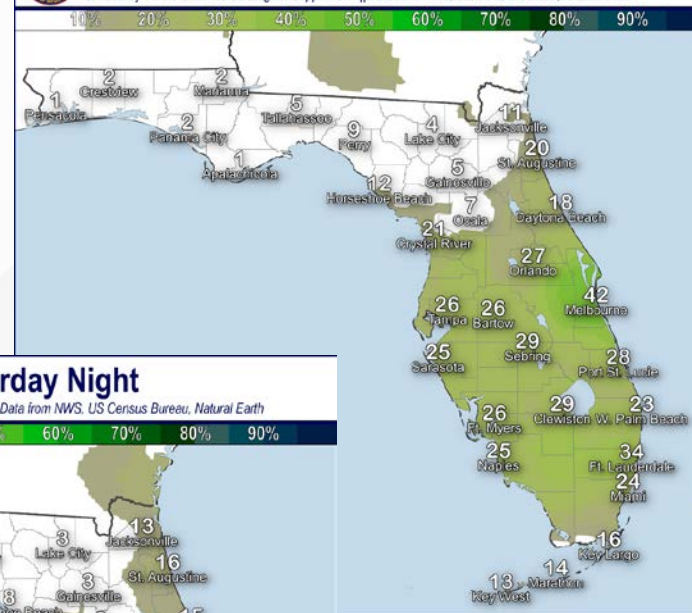 10% 20% 30% 40% 50% 60% 70% 80% 90%
2
Crestview
2
Marianna
1
Pensacola
2
Panama City
5
Tallahassee
9
Perry
4
Lake City
11
Jacksonville
1
Apalachicola
5
Gainesville
20
St. Augustine
12
Horseshoe Beach
7
Ocala
18
Daytona Beach
21
Crystal River
27
Orlando
42
Melbourne
26
Tampa
26
Bartow
25
Sarasota
29
Sebring
28
Port St. Lucie
26
Ft. Myers
29
Clewiston
23
W. Palm Beach
25
Naples
34
Ft. Lauderdale
24
Miami
16
Key Largo
14
Marathon
13
Key West
rday Night
Data from NWS, US Census Bureau, Natural Earth
60% 70% 80% 90%
3
Lake City
13
Jacksonville
16
St. Augustine
3
Gainesville
8
Beach
15